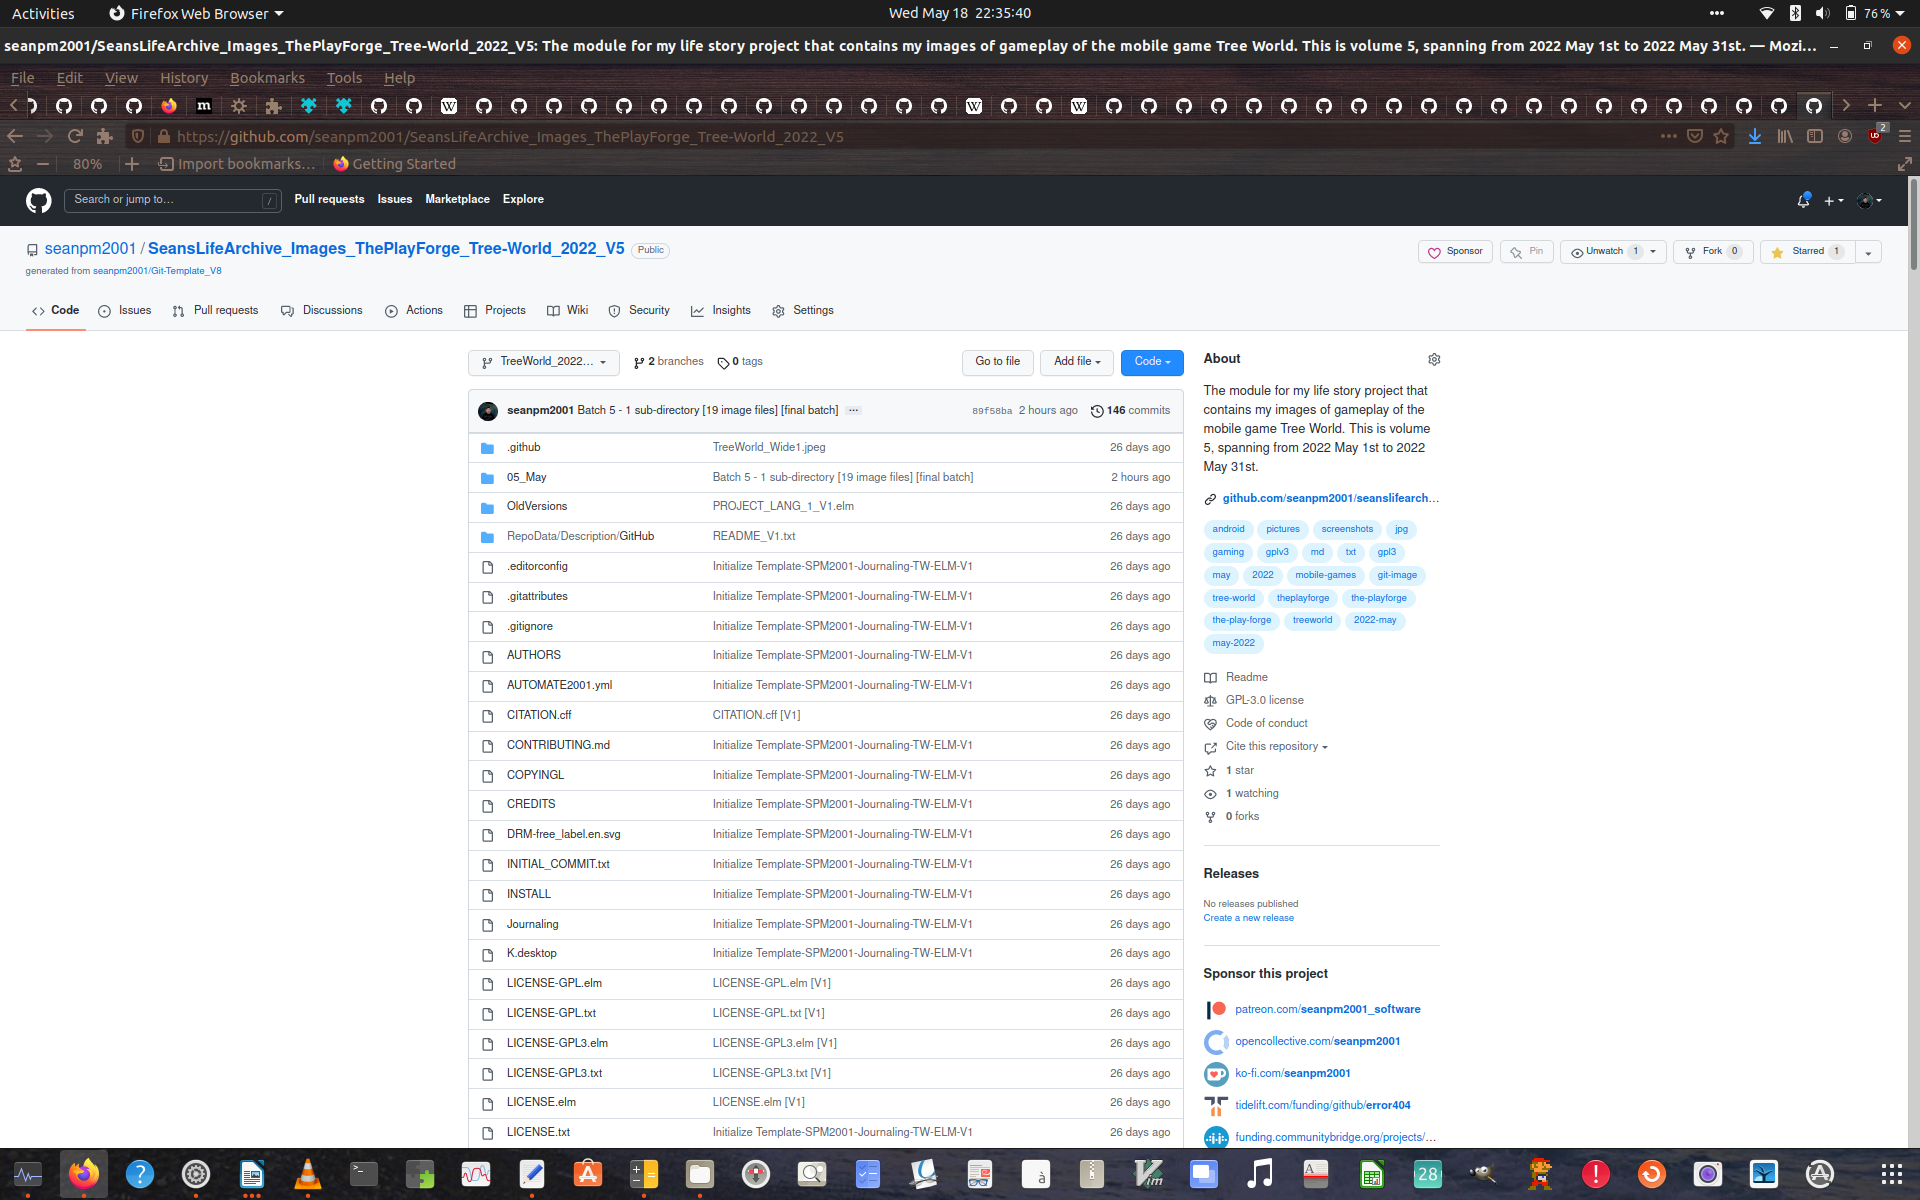 Activities
Firefox Web Browser
Wed May 18 22:35:40
76 %
seanpm2001/SeansLifeArchive_Images_ThePlayForge_Tree-World_2022_V5: The module for my life story project that contains my images of gameplay of the mobile game Tree World. This is volume 5, spanning from 2022 May 1st to 2022 May 31st. — Mozi…
File Edit View History Bookmarks Tools Help
https://github.com/seanpm2001/SeansLifeArchive_Images_ThePlayForge_Tree-World_2022_V5
2
80%
Import bookmarks…
Getting Started
Search or jump to…
/
Pull requests Issues Marketplace Explore
seanpm2001 / SeansLifeArchive_Images_ThePlayForge_Tree-World_2022_V5 Public
generated from seanpm2001/Git-Template_V8
Sponsor
Pin
Unwatch 1
Fork 0
Starred 1
Code Issues Pull requests Discussions Actions Projects Wiki Security Insights Settings
TreeWorld_2022…
2 branches
0 tags
Go to file
Add file
Code
seanpm2001 Batch 5 - 1 sub-directory [19 image files] [final batch] …
89f58ba 2 hours ago 146 commits
.github TreeWorld_Wide1.jpeg 26 days ago
05_May Batch 5 - 1 sub-directory [19 image files] [final batch] 2 hours ago
OldVersions PROJECT_LANG_1_V1.elm 26 days ago
RepoData/Description/GitHub README_V1.txt 26 days ago
.editorconfig Initialize Template-SPM2001-Journaling-TW-ELM-V1 26 days ago
.gitattributes Initialize Template-SPM2001-Journaling-TW-ELM-V1 26 days ago
.gitignore Initialize Template-SPM2001-Journaling-TW-ELM-V1 26 days ago
AUTHORS Initialize Template-SPM2001-Journaling-TW-ELM-V1 26 days ago
AUTOMATE2001.yml Initialize Template-SPM2001-Journaling-TW-ELM-V1 26 days ago
CITATION.cff CITATION.cff [V1] 26 days ago
CONTRIBUTING.md Initialize Template-SPM2001-Journaling-TW-ELM-V1 26 days ago
COPYINGL Initialize Template-SPM2001-Journaling-TW-ELM-V1 26 days ago
CREDITS Initialize Template-SPM2001-Journaling-TW-ELM-V1 26 days ago
DRM-free_label.en.svg Initialize Template-SPM2001-Journaling-TW-ELM-V1 26 days ago
INITIAL_COMMIT.txt Initialize Template-SPM2001-Journaling-TW-ELM-V1 26 days ago
INSTALL Initialize Template-SPM2001-Journaling-TW-ELM-V1 26 days ago
Journaling Initialize Template-SPM2001-Journaling-TW-ELM-V1 26 days ago
K.desktop Initialize Template-SPM2001-Journaling-TW-ELM-V1 26 days ago
LICENSE-GPL.elm LICENSE-GPL.elm [V1] 26 days ago
LICENSE-GPL.txt LICENSE-GPL.txt [V1] 26 days ago
LICENSE-GPL3.elm LICENSE-GPL3.elm [V1] 26 days ago
LICENSE-GPL3.txt LICENSE-GPL3.txt [V1] 26 days ago
LICENSE.elm LICENSE.elm [V1] 26 days ago
LICENSE.txt Initialize Template-SPM2001-Journaling-TW-ELM-V1 26 days ago
About
The module for my life story project that
contains my images of gameplay of the
mobile game Tree World. This is volume
5, spanning from 2022 May 1st to 2022
May 31st.
github.com/seanpm2001/seanslifearch…
android pictures screenshots jpg
gaming gplv3 md txt gpl3
may 2022 mobile-games git-image
tree-world theplayforge the-playforge
the-play-forge treeworld 2022-may
may-2022
Readme
GPL-3.0 license
Code of conduct
Cite this repository
1 star
1 watching
0 forks
Releases
No releases published
Create a new release
Sponsor this project
patreon.com/seanpm2001_software
opencollective.com/seanpm2001
ko-fi.com/seanpm2001
tidelift.com/funding/github/error404
funding.communitybridge.org/projects/…
28